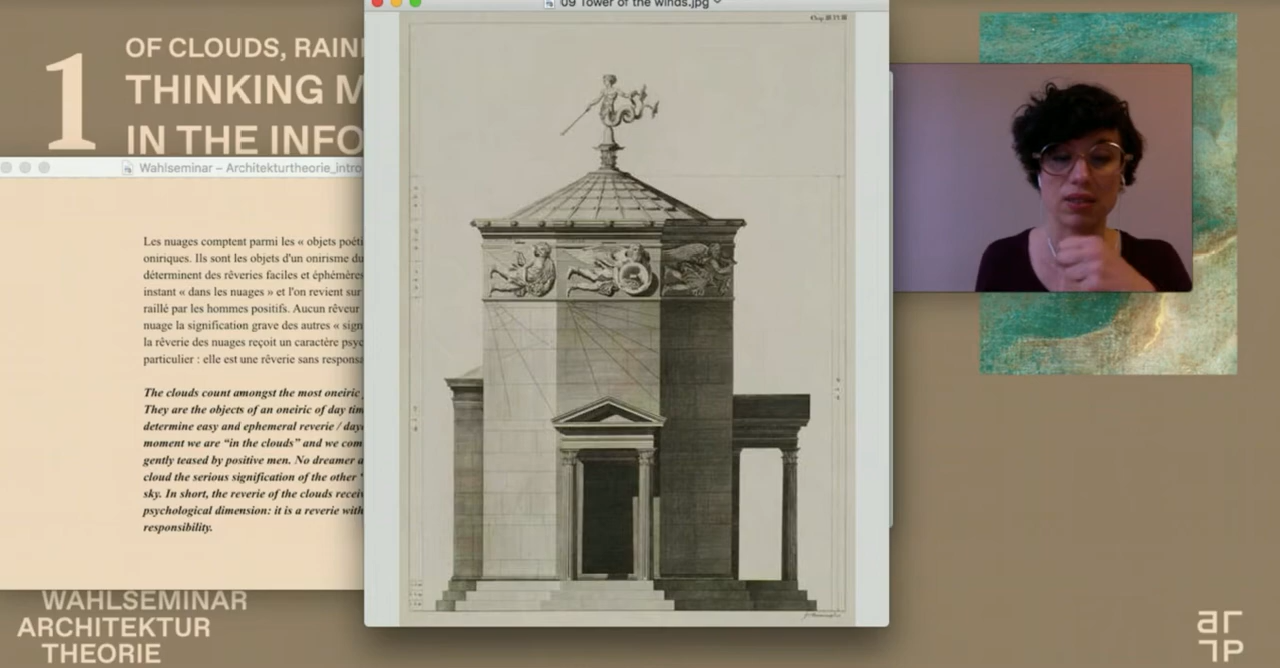 09 Tower of the winds.jpg
1
OF CLOUDS, RAIN
THINKING M
IN THE INFO
Wahlseminar – Architekturtheorie_intro
Les nuages comptent parmi les « objets poéti
oniriques. Ils sont les objets d'un onirisme du
déterminent des rêveries faciles et éphémères
instant « dans les nuages » et l'on revient sur
raillé par les hommes positifs. Aucun rêveur
nuage la signification grave des autres « sign
la rêverie des nuages reçoit un caractère psyc
particulier : elle est une rêverie sans responsa
The clouds count amongst the most oneiric
They are the objects of an oneiric of day tim
determine easy and ephemeral reverie / day
moment we are “in the clouds” and we com
gently teased by positive men. No dreamer a
cloud the serious signification of the other “
sky. In short, the reverie of the clouds recei
psychological dimension: it is a reverie with
responsibility.
WAHLSEMINAR
ARCHITEKTUR
THEORIE